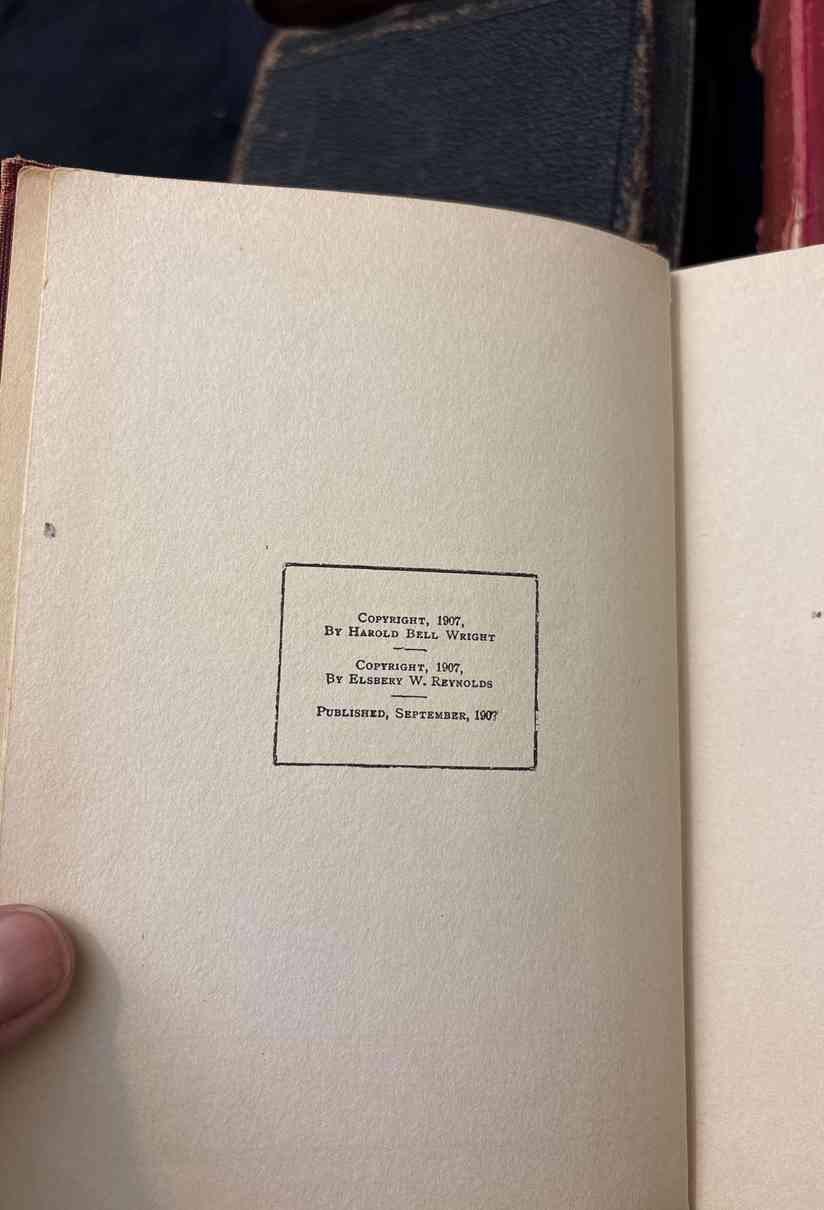 Copyright, 1907,
By Harold Bell Wright
Copyright, 1907,
By Elsbery W. Reynolds
Published, September, 1907